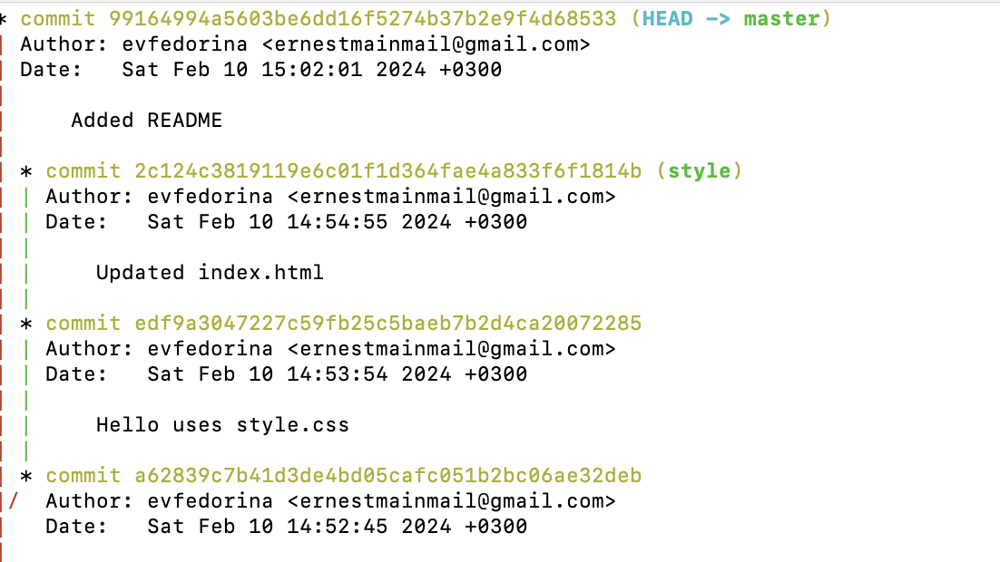 * commit 99164994a5603be6dd16f5274b37b2e9f4d68533 (HEAD -> master)
| Author: evfedorina <ernestmainmail@gmail.com>
| Date:   Sat Feb 10 15:02:01 2024 +0300
|
|     Added README
|
| * commit 2c124c3819119e6c01f1d364fae4a833f6f1814b (style)
| | Author: evfedorina <ernestmainmail@gmail.com>
| | Date:   Sat Feb 10 14:54:55 2024 +0300
| |
| |     Updated index.html
| |
| * commit edf9a3047227c59fb25c5baeb7b2d4ca20072285
| | Author: evfedorina <ernestmainmail@gmail.com>
| | Date:   Sat Feb 10 14:53:54 2024 +0300
| |
| |     Hello uses style.css
| |
| * commit a62839c7b41d3de4bd05cafc051b2bc06ae32deb
|/  Author: evfedorina <ernestmainmail@gmail.com>
|   Date:   Sat Feb 10 14:52:45 2024 +0300
|